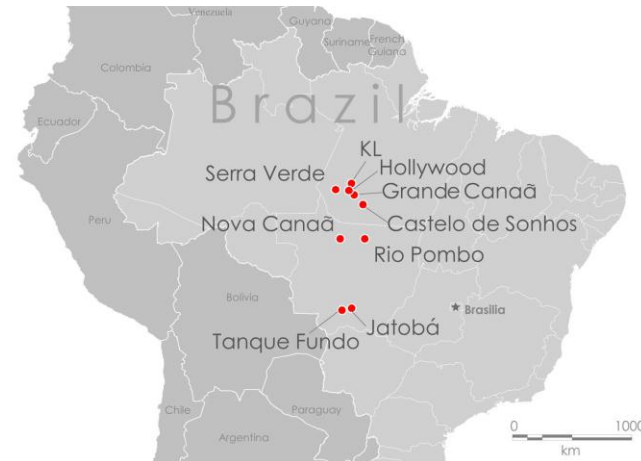 Venezuela
Guyana
Suriname
French
Guiana
Colombia
Ecuador
Brazil
KL
Serra Verde
Hollywood
Grande Canaã
Castelo de Sonhos
Nova Canaã
Rio Pombo
Peru
Bolivia
Brasilia
Jatobá
Tanque Fundo
Chile
Paraguay
Argentina
0 1000
km